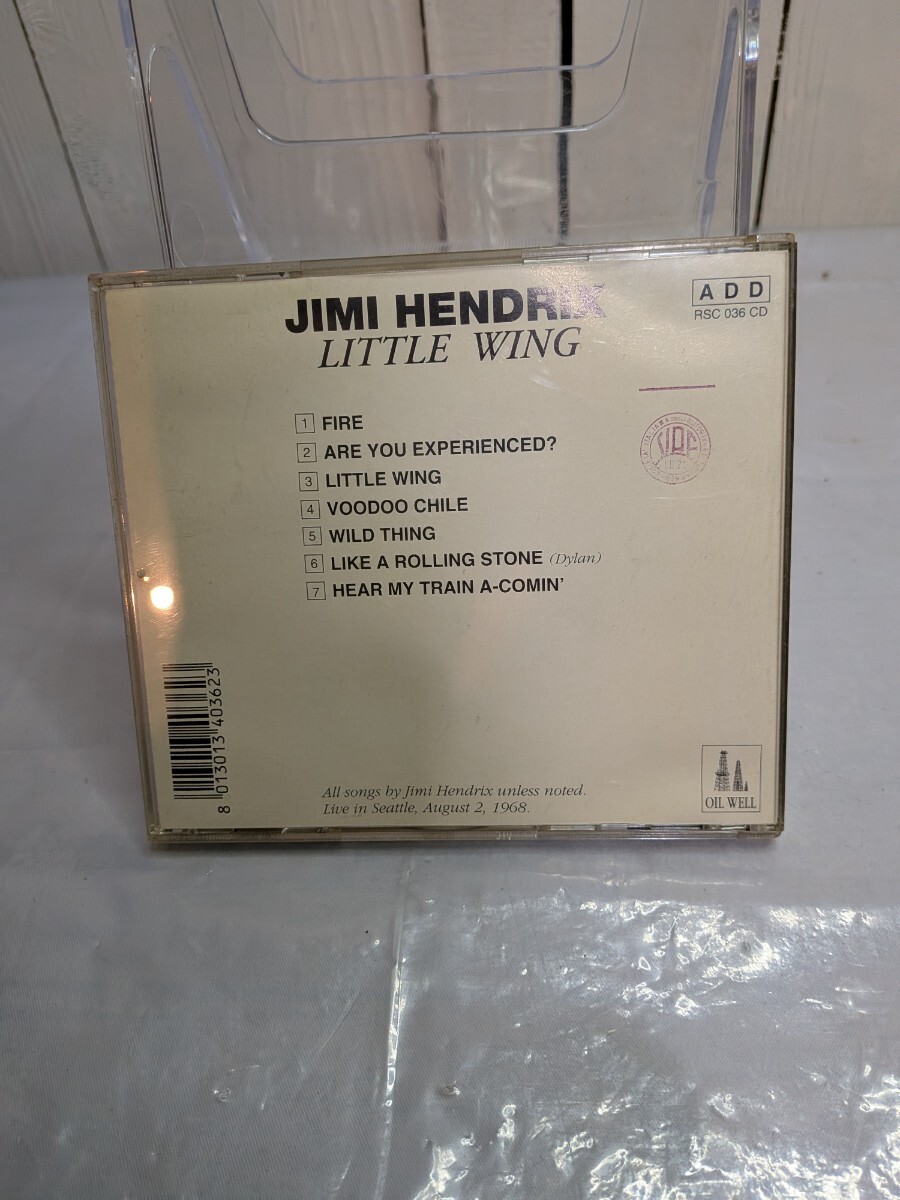 JIMI HENDRIX
LITTLE WING
A D D
RSC 036 CD
1 FIRE
2 ARE YOU EXPERIENCED?
3 LITTLE WING
4 VOODOO CHILE
5 WILD THING
6 LIKE A ROLLING STONE (Dylan)
7 HEAR MY TRAIN A-COMIN'
8 013013 403623
All songs by Jimi Hendrix unless noted.
Live in Seattle, August 2, 1968.
OIL WELL